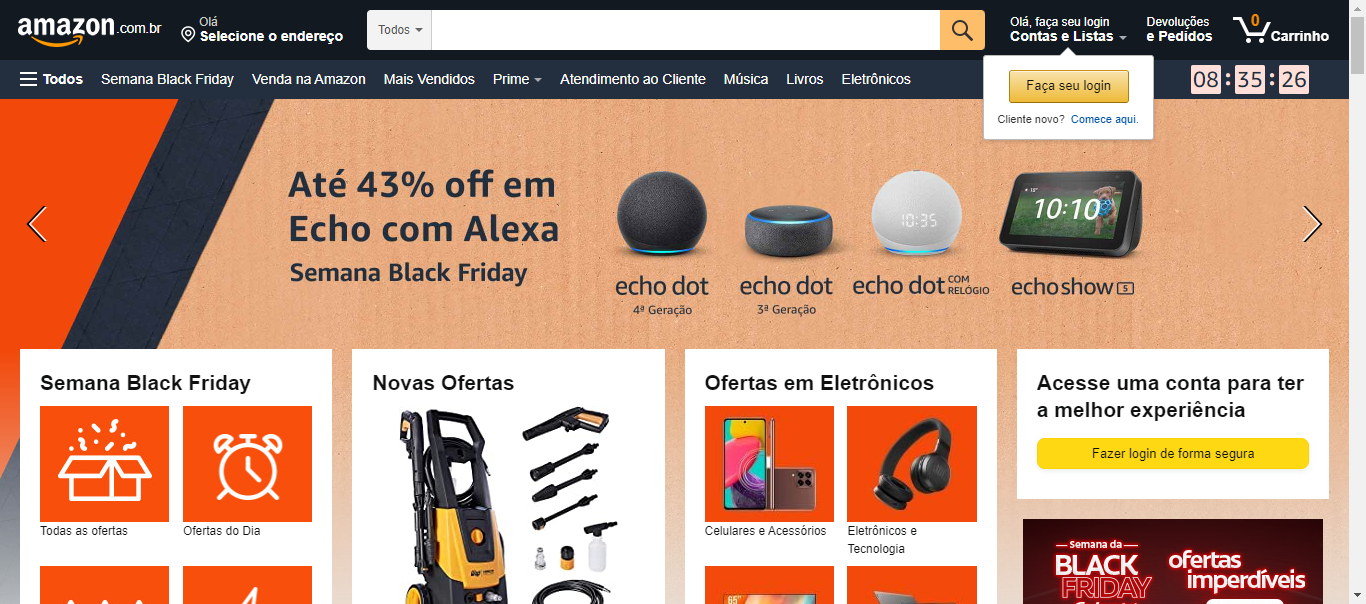 amazon.com.br
Olá
Selecione o endereço
Todos
Olá, faça seu login
Contas e Listas
Devoluções
e Pedidos
0
Carrinho
Todos
Semana Black Friday
Venda na Amazon
Mais Vendidos
Prime
Atendimento ao Cliente
Música
Livros
Eletrônicos
08 : 35 : 26
Faça seu login
Cliente novo? Comece aqui.
Até 43% off em
Echo com Alexa
Semana Black Friday
10:35
10:10
echo dot
4ª Geração
echo dot
3ª Geração
echo dot COM
RELÓGIO
echo show 5
Semana Black Friday
Todas as ofertas
Ofertas do Dia
Novas Ofertas
Ofertas em Eletrônicos
Celulares e Acessórios
Eletrônicos e
Tecnologia
65"
Acesse uma conta para ter
a melhor experiência
Fazer login de forma segura
Semana da
BLACK
FRIDAY
ofertas
imperdíveis